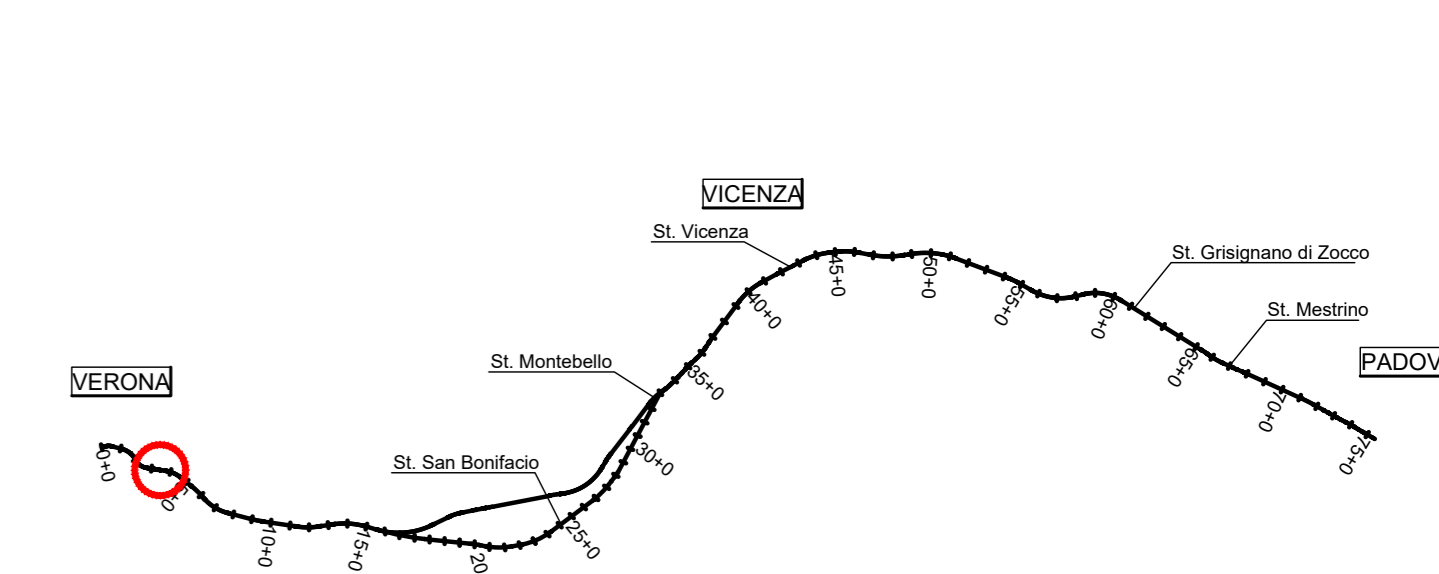 VICENZA
St. Vicenza
St. Grisignano di Zocco
45+0
50+0
55+0
60+0
40+0
St. Mestrino
St. Montebello
35+0
65+0
PADOV
VERONA
70+0
0+0
St. San Bonifacio
30+0
75+0
5+0
10+0
15+0
20
25+0